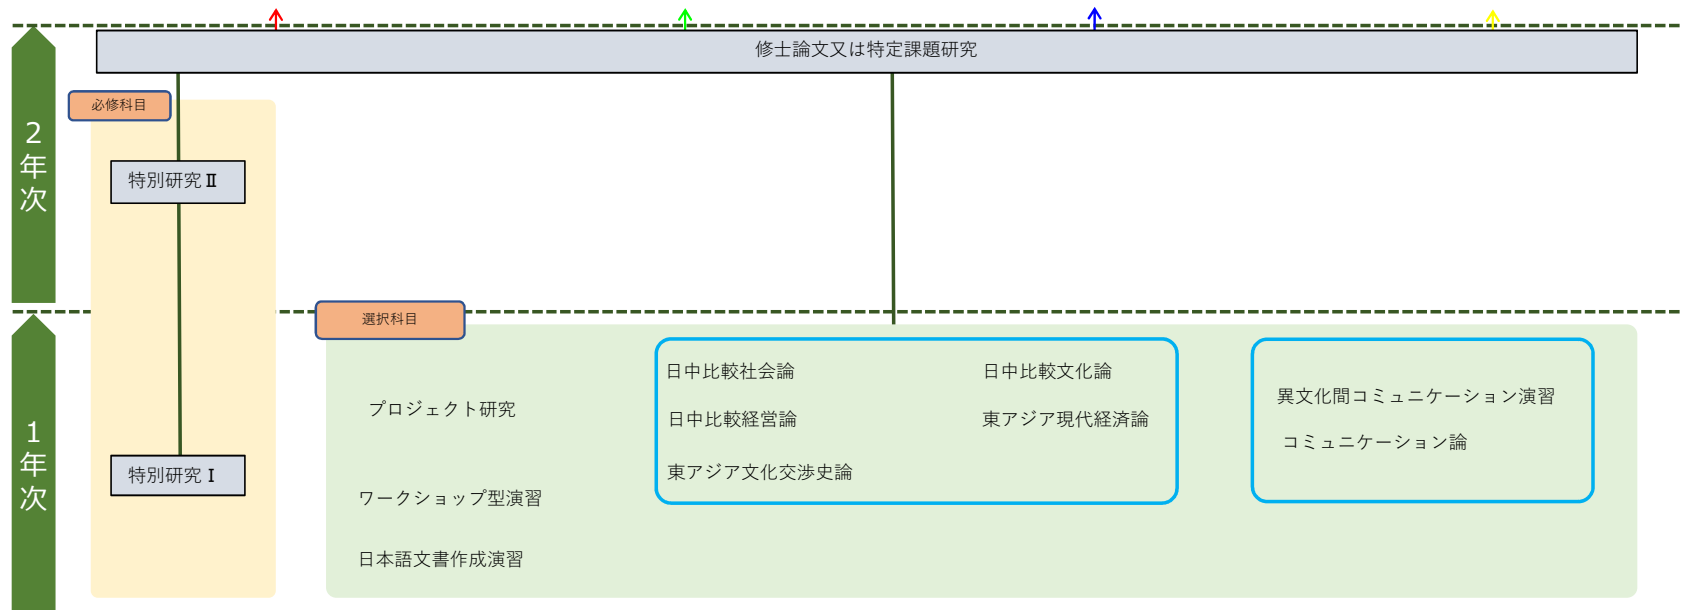 修士論文又は特定課題研究
2年次
必修科目
特別研究Ⅱ
選択科目
1年次
特別研究Ⅰ
プロジェクト研究
ワークショップ型演習
日本語文書作成演習
日中比較社会論
日中比較文化論
日中比較経営論
東アジア現代経済論
東アジア文化交渉史論
異文化間コミュニケーション演習
コミュニケーション論